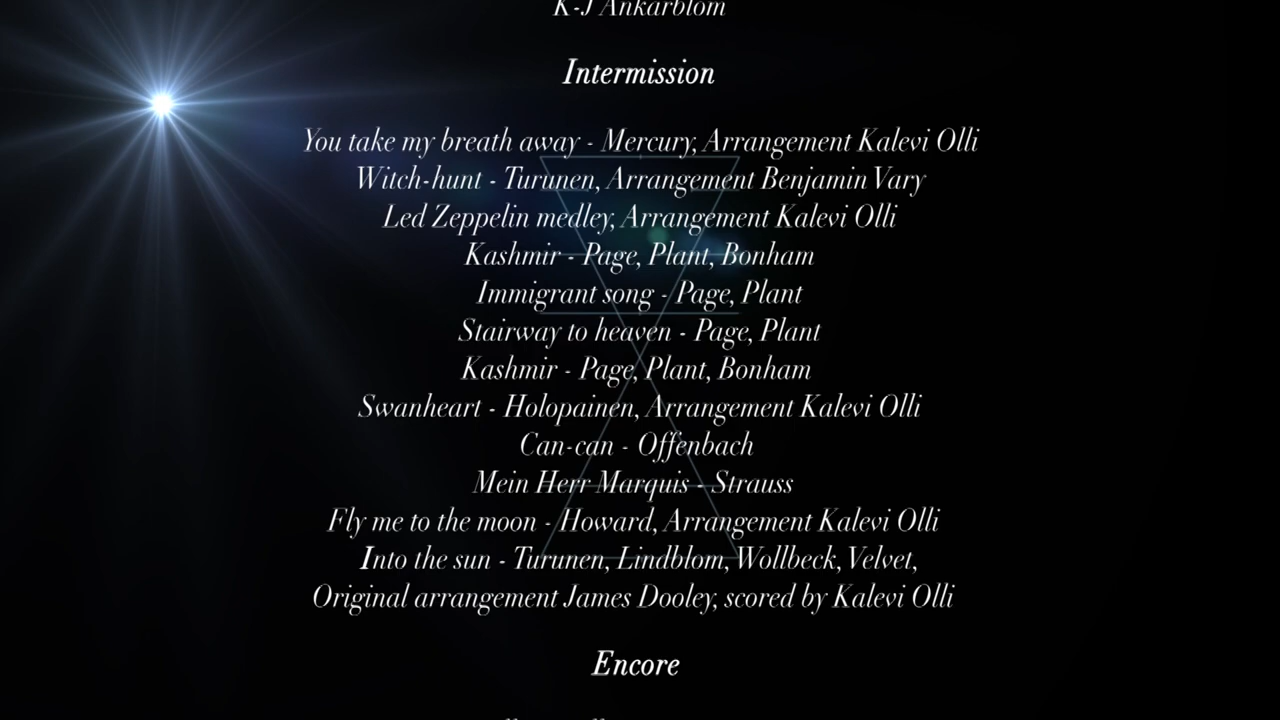 K-J Ankarblom
Intermission
You take my breath away - Mercury, Arrangement Kalevi Olli
Witch-hunt - Turunen, Arrangement Benjamin Vary
Led Zeppelin medley, Arrangement Kalevi Olli
Kashmir - Page, Plant, Bonham
Immigrant song - Page, Plant
Stairway to heaven - Page, Plant
Kashmir - Page, Plant, Bonham
Swanheart - Holopainen, Arrangement Kalevi Olli
Can-can - Offenbach
Mein Herr Marquis - Strauss
Fly me to the moon - Howard, Arrangement Kalevi Olli
Into the sun - Turunen, Lindblom, Wollbeck, Velvet,
Original arrangement James Dooley, scored by Kalevi Olli
Encore